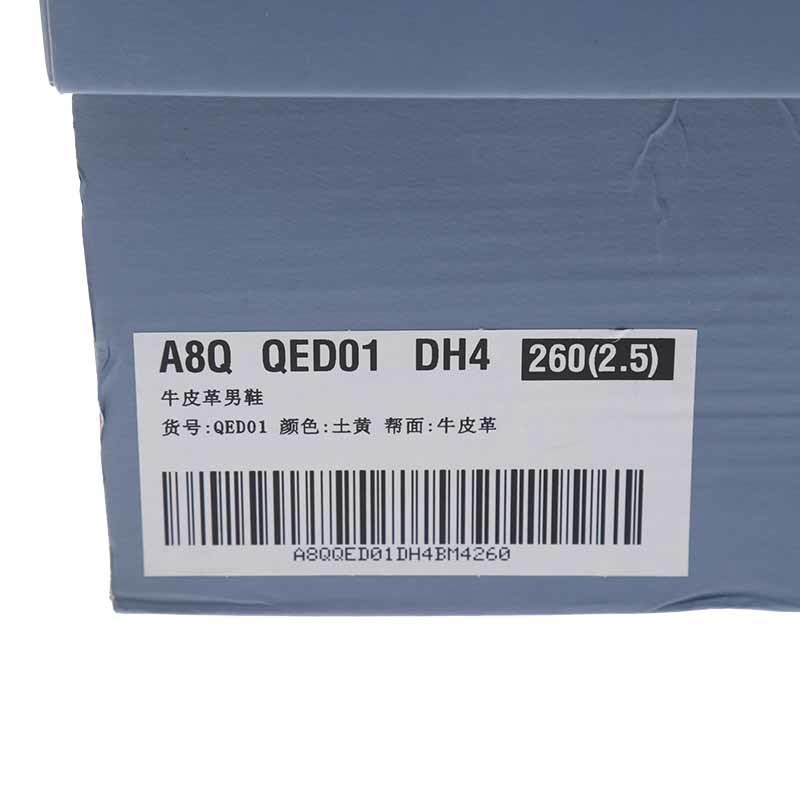 A8Q QED01 DH4 260(2.5)
牛皮革男鞋
货号:QED01 颜色:土黄 帮面:牛皮革
A8QQED01DH4BM4260